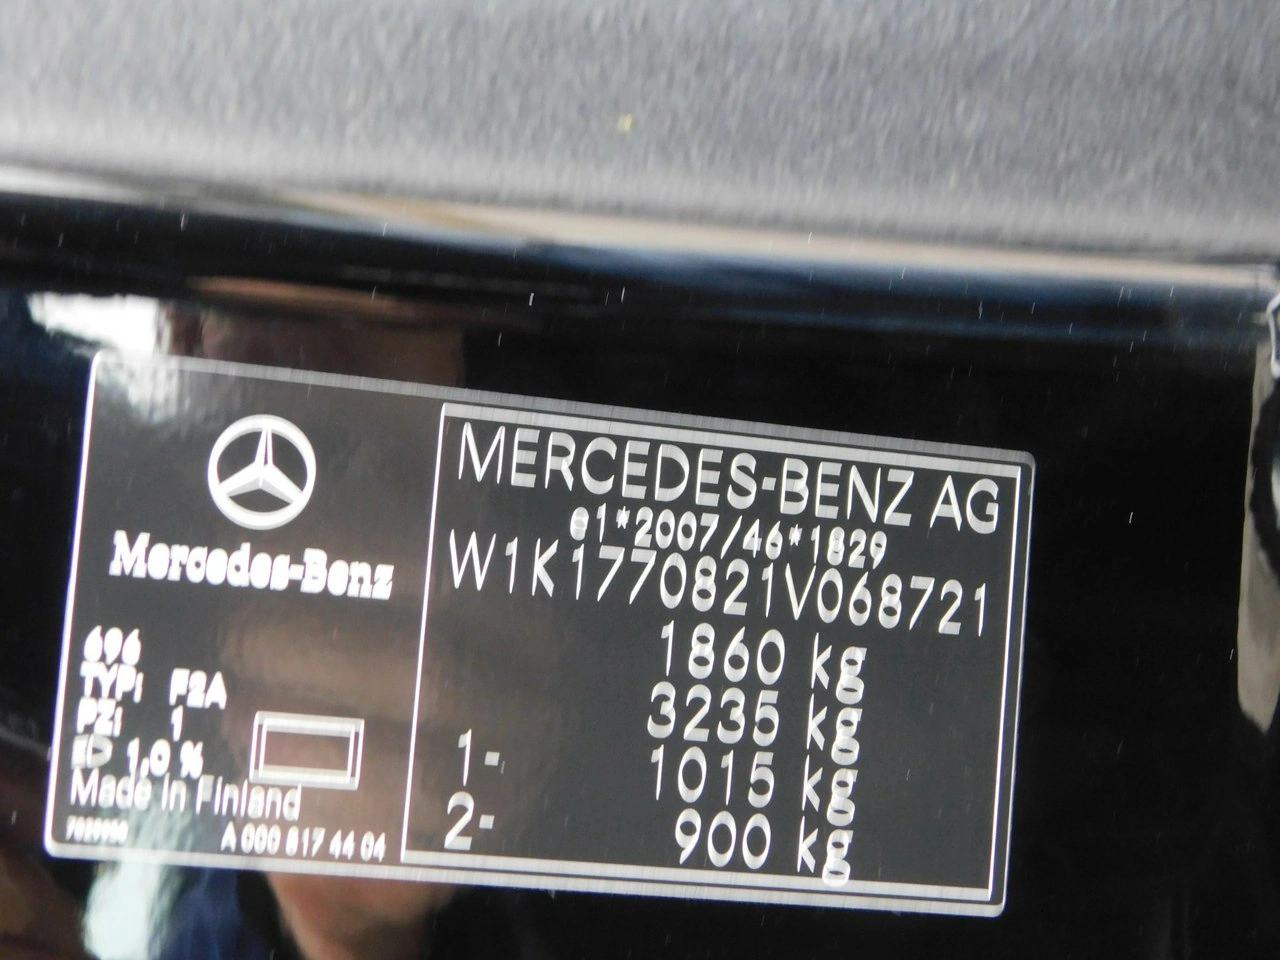 Mercedes-Benz
696
TYP: F2A
PZ: 1
1,0 %
Made in Finland
A 000 817 44 04
MERCEDES-BENZ AG
e1*2007/46*1829
W1K1770821V068721
1860 kg
3235 kg
1- 1015 kg
2- 900 kg